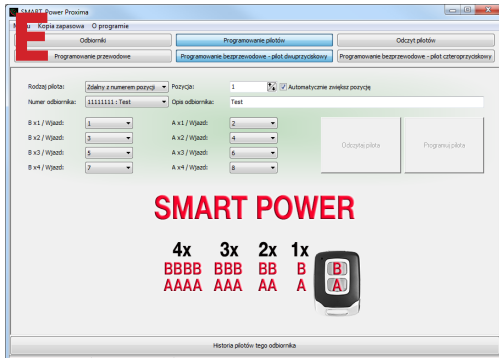 SMART Power Proxima
Menu Kopia zapasowa O programie
E
Odbiorniki Programowanie pilotów Odczyt pilotów
Programowanie przewodowe Programowanie bezprzewodowe - pilot dwuprzyciskowy Programowanie bezprzewodowe - pilot czteroprzyciskowy
Rodzaj pilota: Zdalny z numerem pozycji Pozycja: 1 Automatycznie zwiększ pozycję
Numer odbiornika: 11111111 : Test Opis odbiornika: Test
B x1 / Wjazd: 1 A x1 / Wjazd: 2
B x2 / Wjazd: 3 A x2 / Wjazd: 4
B x3 / Wjazd: 5 A x3 / Wjazd: 6
B x4 / Wjazd: 7 A x4 / Wjazd: 8
Odczytaj pilota Programuj pilota
SMART POWER
4x 3x 2x 1x
BBBB BBB BB B B
AAAA AAA AA A A
Historia pilotów tego odbiornika